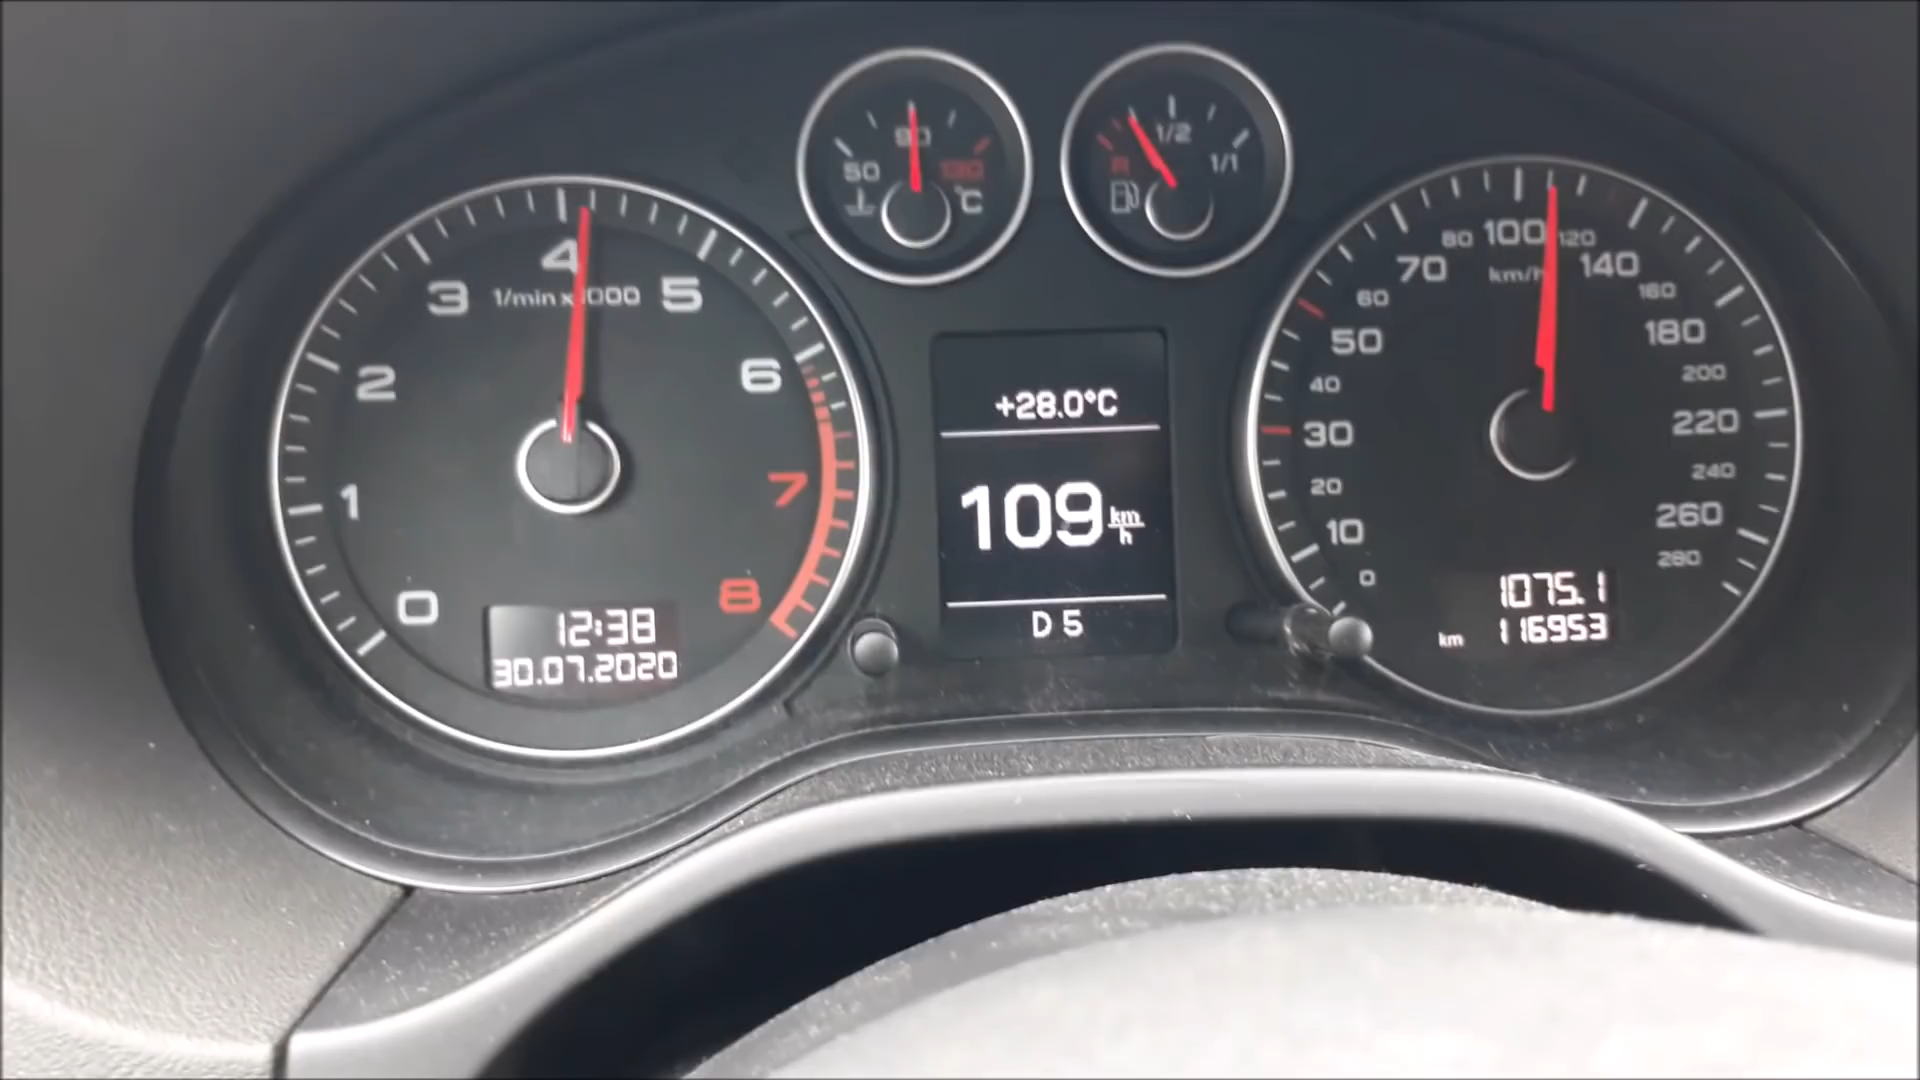 50 90 130 °C
R 1/2 1/1
0 1 2 3 4 5 6 7 8
1/min x1000
12:38
30.07.2020
+28.0°C
109 km/h
D 5
0 10 20 30 40 50 60 70 80 100 120 140 160 180 200 220 240 260 280
km/h
1075.1
km 116953